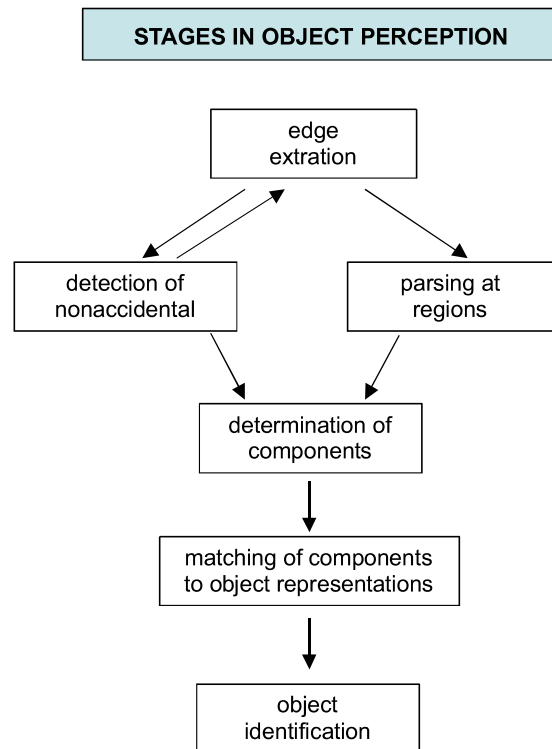 STAGES IN OBJECT PERCEPTION
edge
extration
detection of
nonaccidental
parsing at
regions
determination of
components
matching of components
to object representations
object
identification